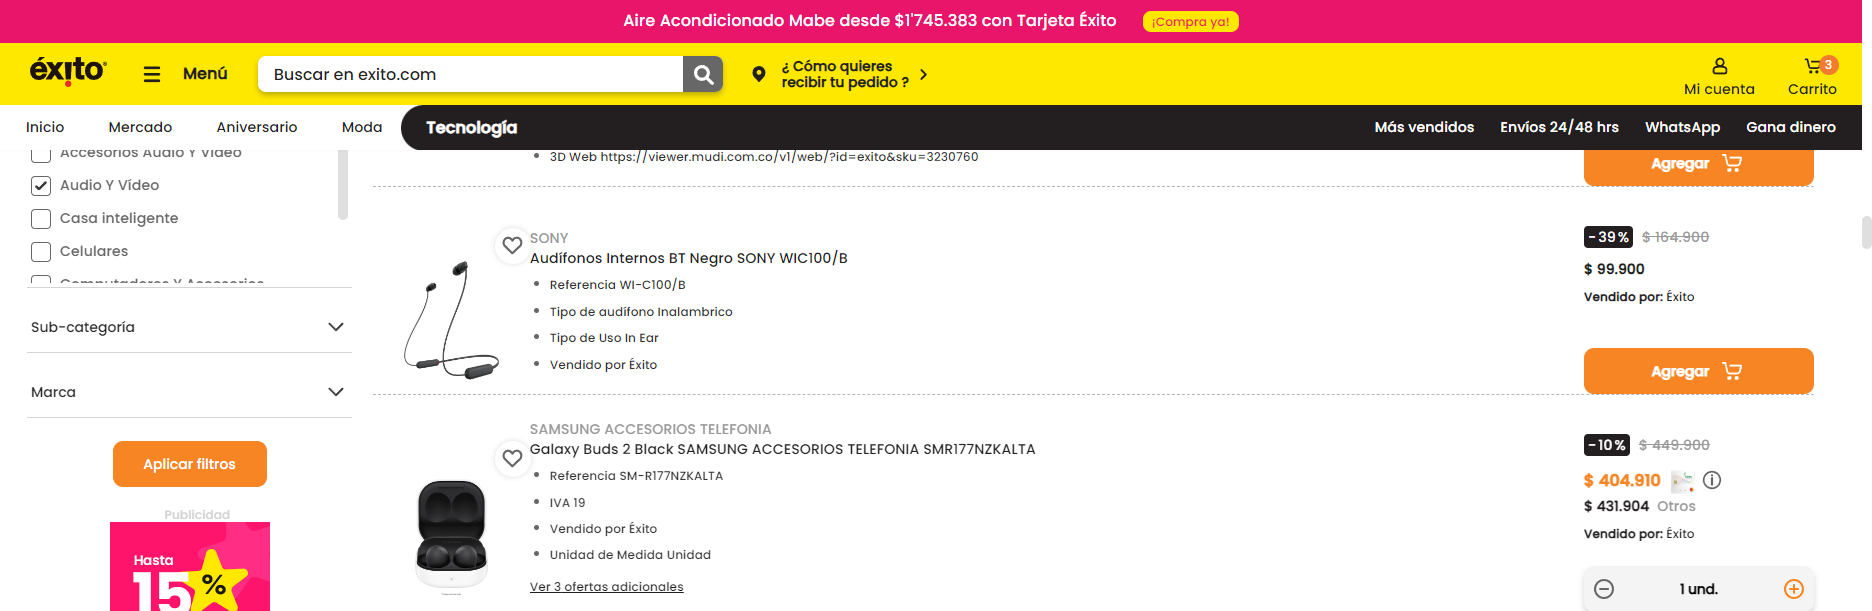 Aire Acondicionado Mabe desde $1'745.383 con Tarjeta Éxito ¡Compra ya!
éxito
Menú
Buscar en exito.com
¿ Cómo quieres
recibir tu pedido ?
Mi cuenta
3
Carrito
Inicio Mercado Aniversario Moda Tecnología Más vendidos Envíos 24/48 hrs WhatsApp Gana dinero
Accesorios Audio Y Vídeo
Audio Y Vídeo
Casa inteligente
Celulares
Computadores Y Accesorios
Sub-categoría
Marca
Aplicar filtros
Publicidad
Hasta
15 %
3D Web https://viewer.mudi.com.co/v1/web/?id=exito&sku=3230760
Agregar
SONY
Audífonos Internos BT Negro SONY WIC100/B
Referencia WI-C100/B
Tipo de audífono Inalambrico
Tipo de Uso In Ear
Vendido por Éxito
-39% $ 164.900
$ 99.900
Vendido por: Éxito
Agregar
SAMSUNG ACCESORIOS TELEFONIA
Galaxy Buds 2 Black SAMSUNG ACCESORIOS TELEFONIA SMR177NZKALTA
Referencia SM-R177NZKALTA
IVA 19
Vendido por Éxito
Unidad de Medida Unidad
Ver 3 ofertas adicionales
-10% $ 449.900
$ 404.910
$ 431.904 Otros
Vendido por: Éxito
1 und.